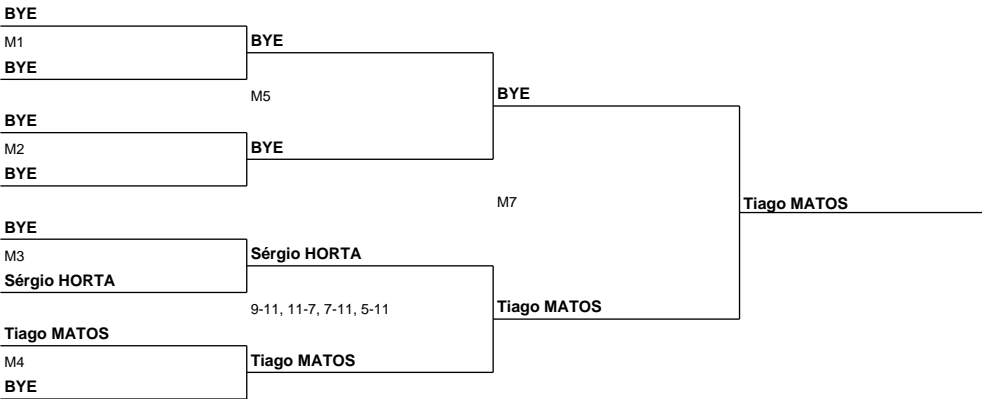 BYE
M1
BYE
BYE
M5
BYE
BYE
M2
BYE
BYE
M7
Tiago MATOS
BYE
M3
Sérgio HORTA
Sérgio HORTA
9-11, 11-7, 7-11, 5-11
Tiago MATOS
Tiago MATOS
M4
Tiago MATOS
BYE